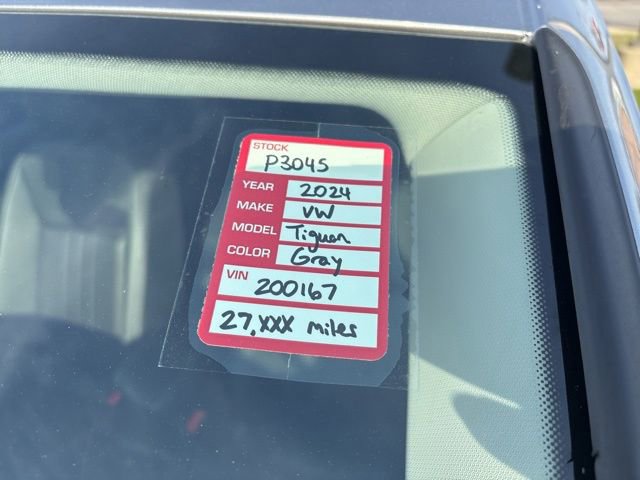 STOCK
P3045
YEAR 2024
MAKE VW
MODEL Tiguan
COLOR Gray
VIN
200167
27,XXX miles